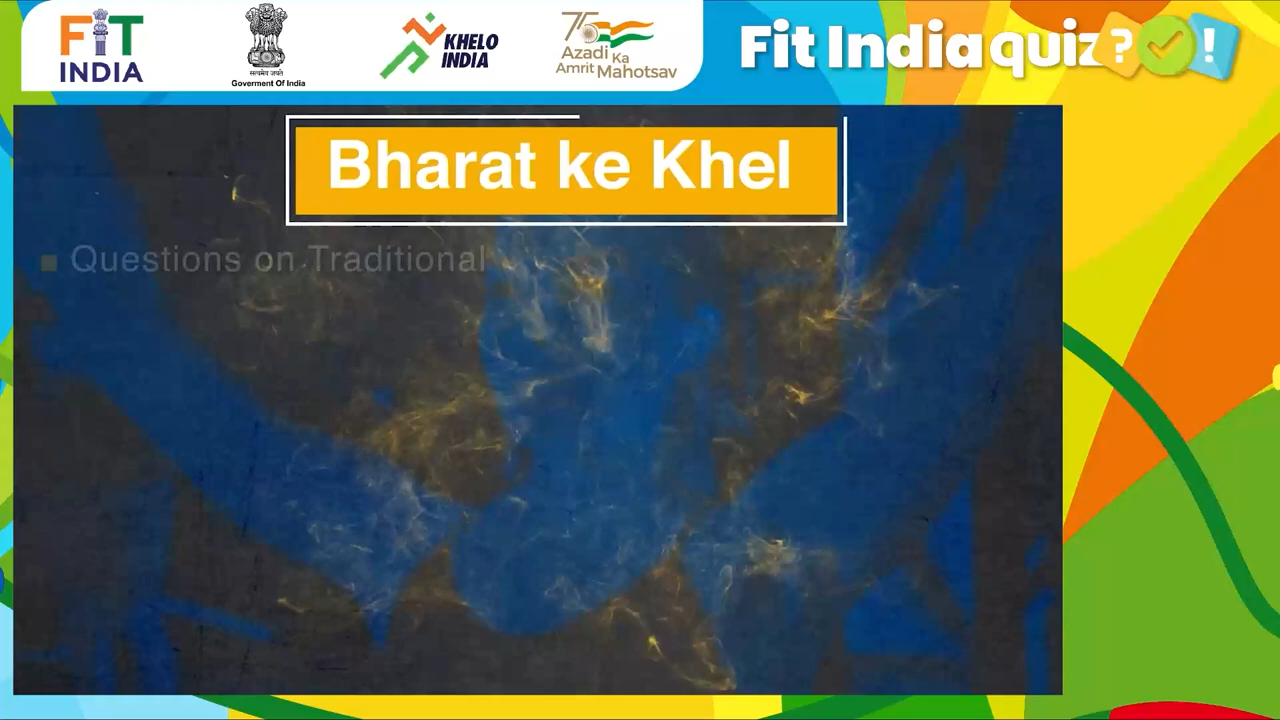 FIT
INDIA
सत्यमेव जयते
Goverment Of India
KHELO
INDIA
75
Azadi
Ka
Amrit Mahotsav
Fit India quiz?!
Bharat ke Khel
Questions on Traditional